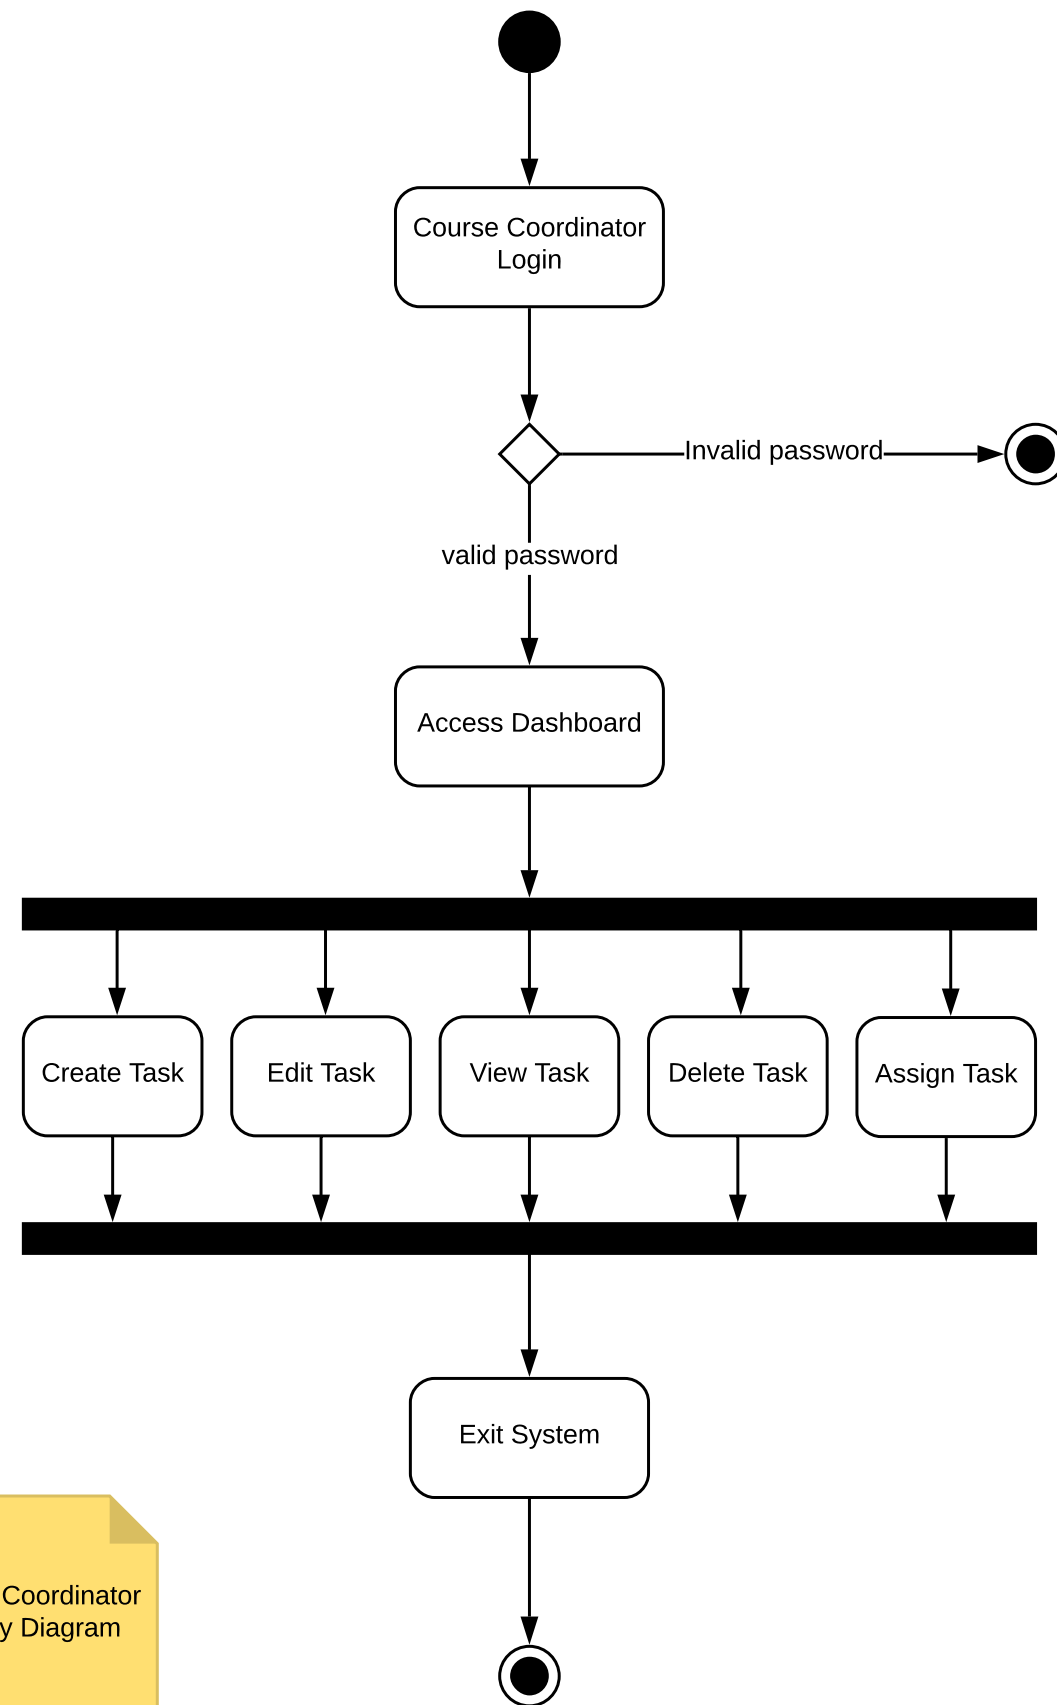 Course Coordinator
Login
Invalid password
valid password
Access Dashboard
Create Task
Edit Task
View Task
Delete Task
Assign Task
Exit System
Coordinator
y Diagram